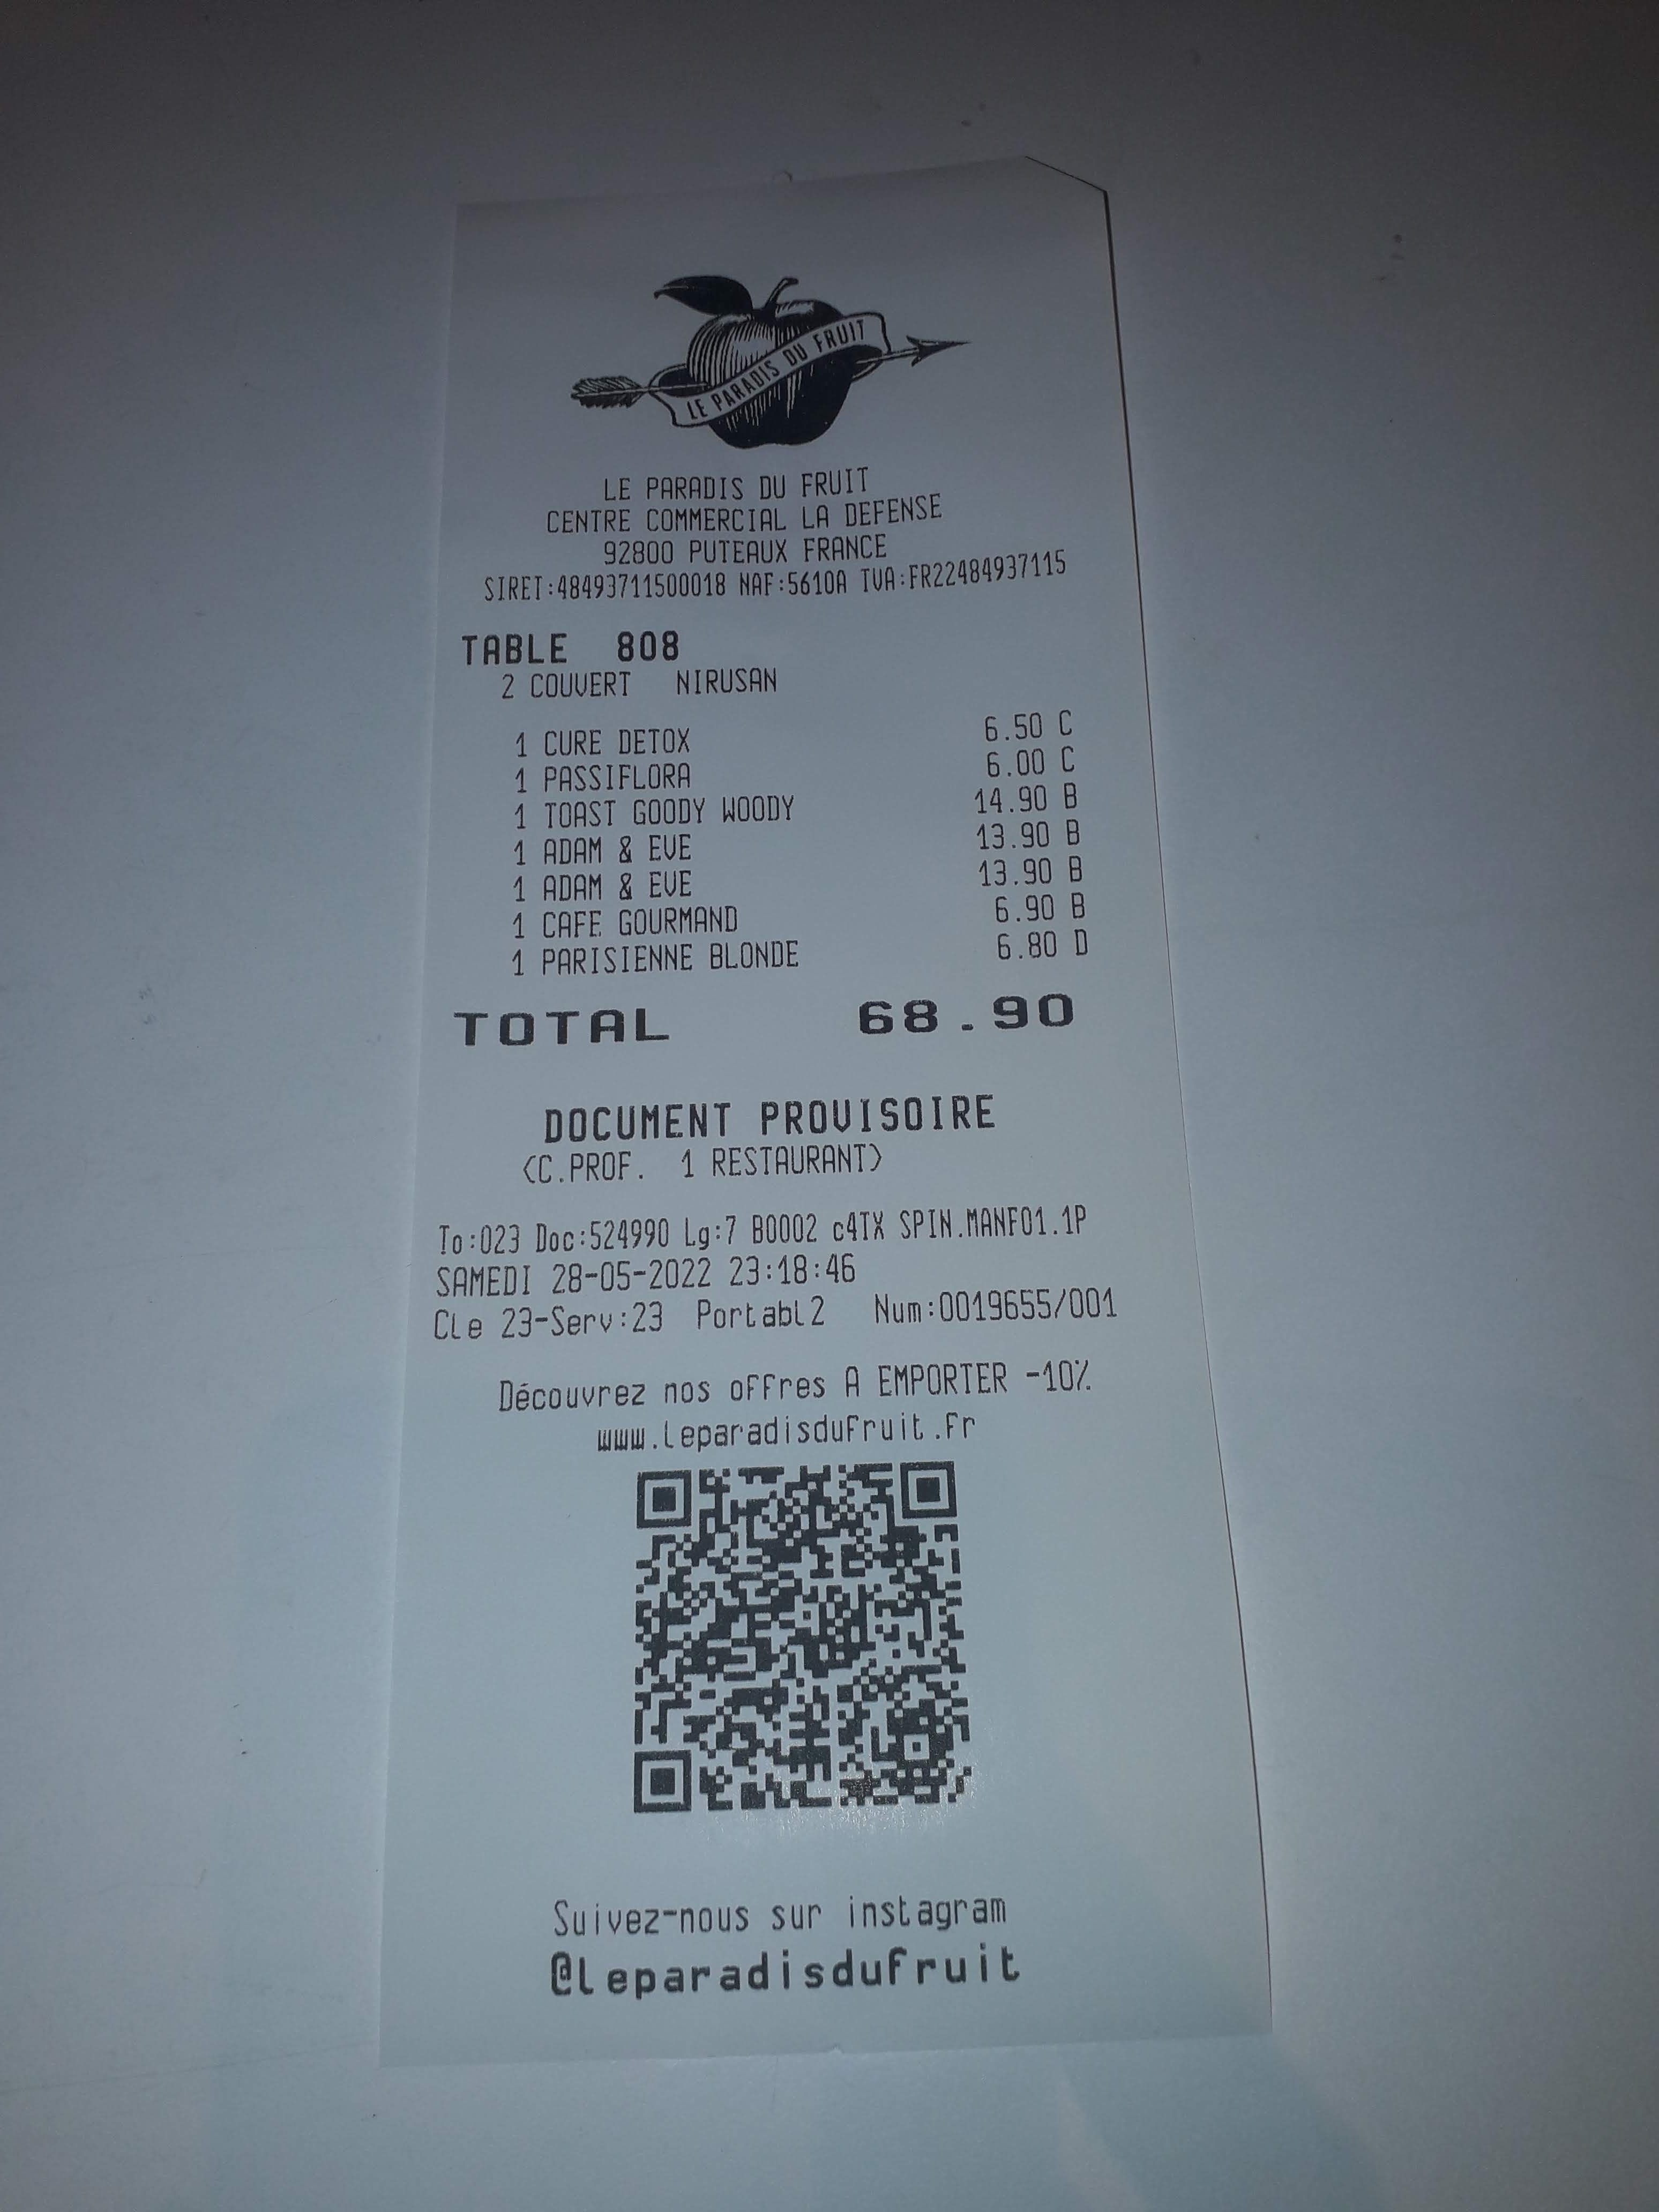 LE PARADIS DU FRUIT
LE PARADIS DU FRUIT
CENTRE COMMERCIAL LA DEFENSE
92800 PUTEAUX FRANCE
SIRET:48493711500018 NAF:5610A TVA:FR22484937115
TABLE 808
2 COUVERT NIRUSAN
1 CURE DETOX 6.50 C
1 PASSIFLORA 6.00 C
1 TOAST GOODY WOODY 14.90 B
1 ADAM & EVE 13.90 B
1 ADAM & EVE 13.90 B
1 CAFE GOURMAND 6.90 B
1 PARISIENNE BLONDE 6.80 D
TOTAL 68.90
DOCUMENT PROVISOIRE
<C.PROF. 1 RESTAURANT>
To:023 Doc:524990 Lg:7 B0002 c4TX SPIN.MANF01.1P
SAMEDI 28-05-2022 23:18:46
Cle 23-Serv:23 Portabl2 Num:0019655/001
Découvrez nos offres A EMPORTER -10%
www.leparadisdufruit.fr
Suivez-nous sur instagram
@leparadisdufruit